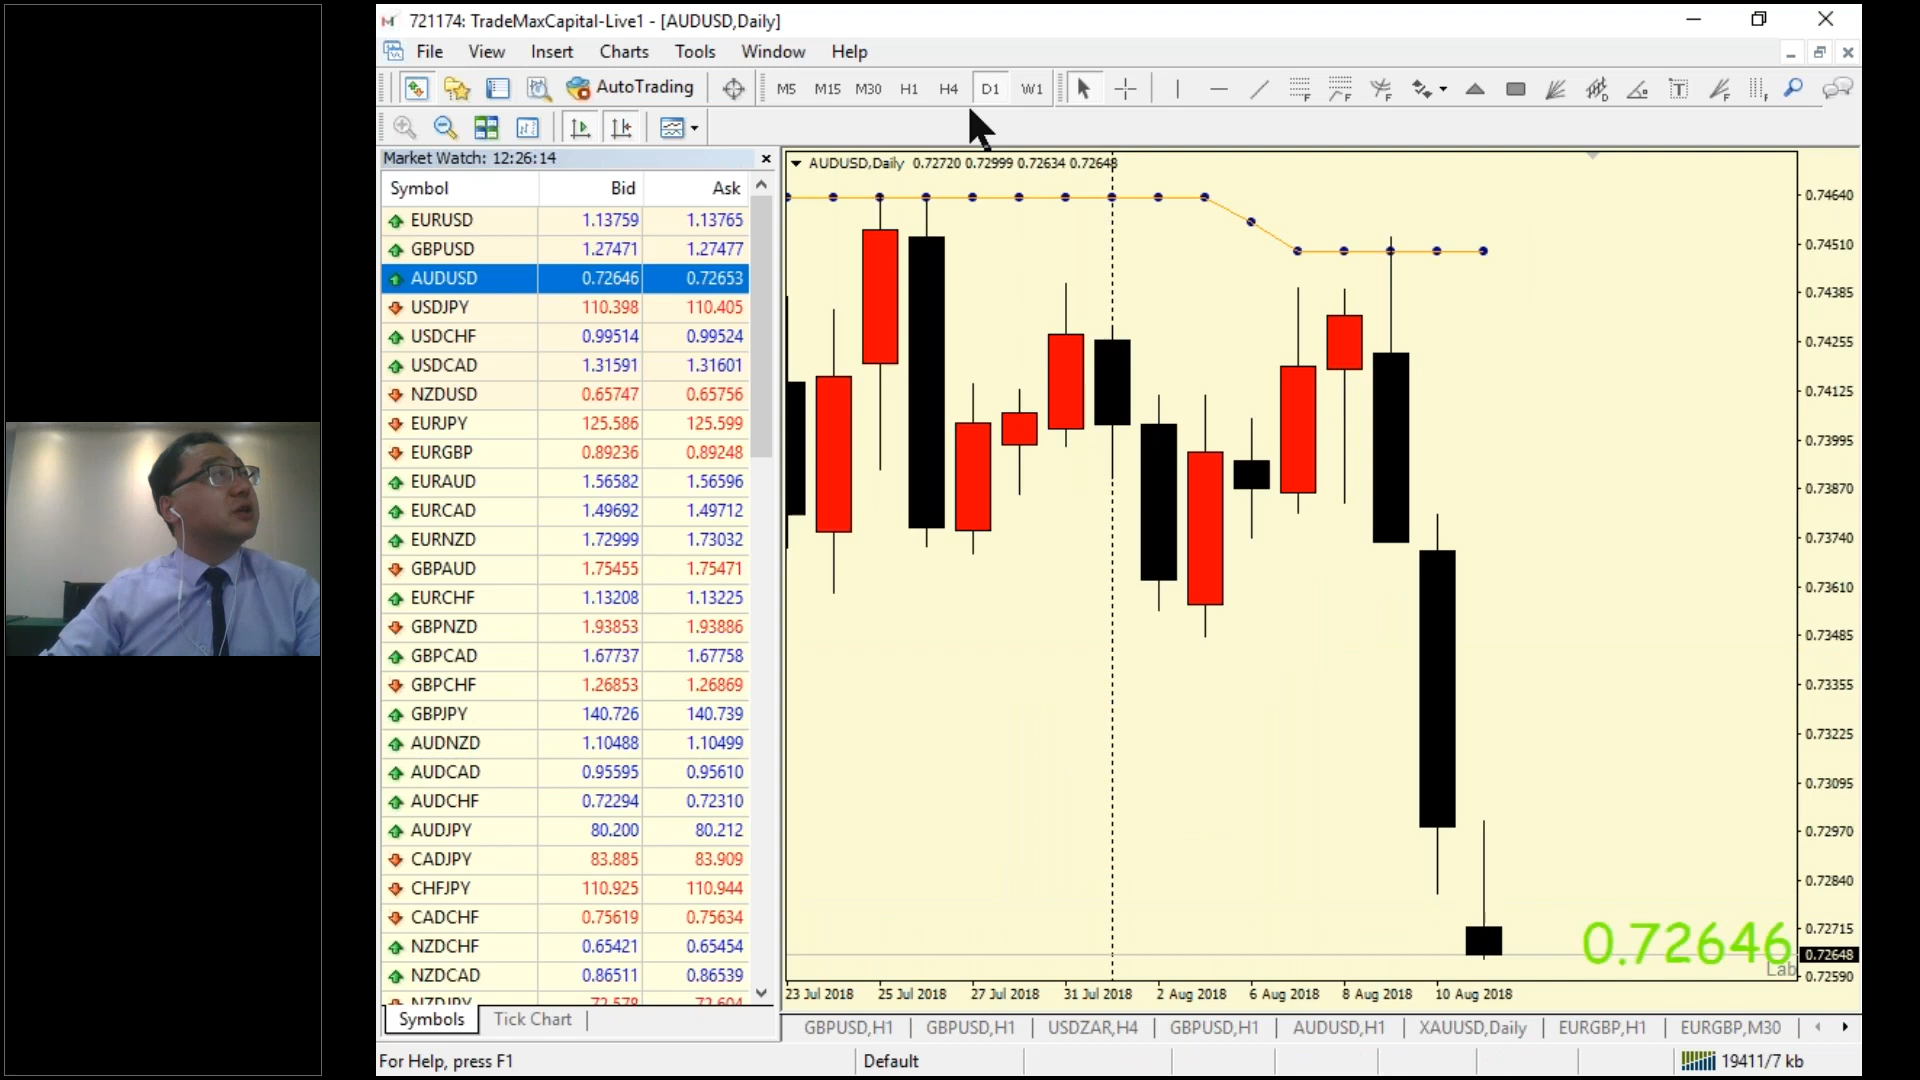 721174: TradeMaxCapital-Live1 - [AUDUSD,Daily]
File View Insert Charts Tools Window Help
AutoTrading M5 M15 M30 H1 H4 D1 W1
Market Watch: 12:26:14
Symbol Bid Ask
EURUSD 1.13759 1.13765
GBPUSD 1.27471 1.27477
AUDUSD 0.72646 0.72653
USDJPY 110.398 110.405
USDCHF 0.99514 0.99524
USDCAD 1.31591 1.31601
NZDUSD 0.65747 0.65756
EURJPY 125.586 125.599
EURGBP 0.89236 0.89248
EURAUD 1.56582 1.56596
EURCAD 1.49692 1.49712
EURNZD 1.72999 1.73032
GBPAUD 1.75455 1.75471
EURCHF 1.13208 1.13225
GBPNZD 1.93853 1.93886
GBPCAD 1.67737 1.67758
GBPCHF 1.26853 1.26869
GBPJPY 140.726 140.739
AUDNZD 1.10488 1.10499
AUDCAD 0.95595 0.95610
AUDCHF 0.72294 0.72310
AUDJPY 80.200 80.212
CADJPY 83.885 83.909
CHFJPY 110.925 110.944
CADCHF 0.75619 0.75634
NZDCHF 0.65421 0.65454
NZDCAD 0.86511 0.86539
NZDJPY 72.578 72.604
Symbols Tick Chart
AUDUSD,Daily 0.72720 0.72999 0.72634 0.72648
0.74640
0.74510
0.74385
0.74255
0.74125
0.73995
0.73870
0.73740
0.73610
0.73485
0.73355
0.73225
0.73095
0.72970
0.72840
0.72715
0.72646
0.72648
Lab
0.72590
23 Jul 2018 25 Jul 2018 27 Jul 2018 31 Jul 2018 2 Aug 2018 6 Aug 2018 8 Aug 2018 10 Aug 2018
GBPUSD,H1 GBPUSD,H1 USDZAR,H4 GBPUSD,H1 AUDUSD,H1 XAUUSD,Daily EURGBP,H1 EURGBP,M30
For Help, press F1 Default 19411/7 kb